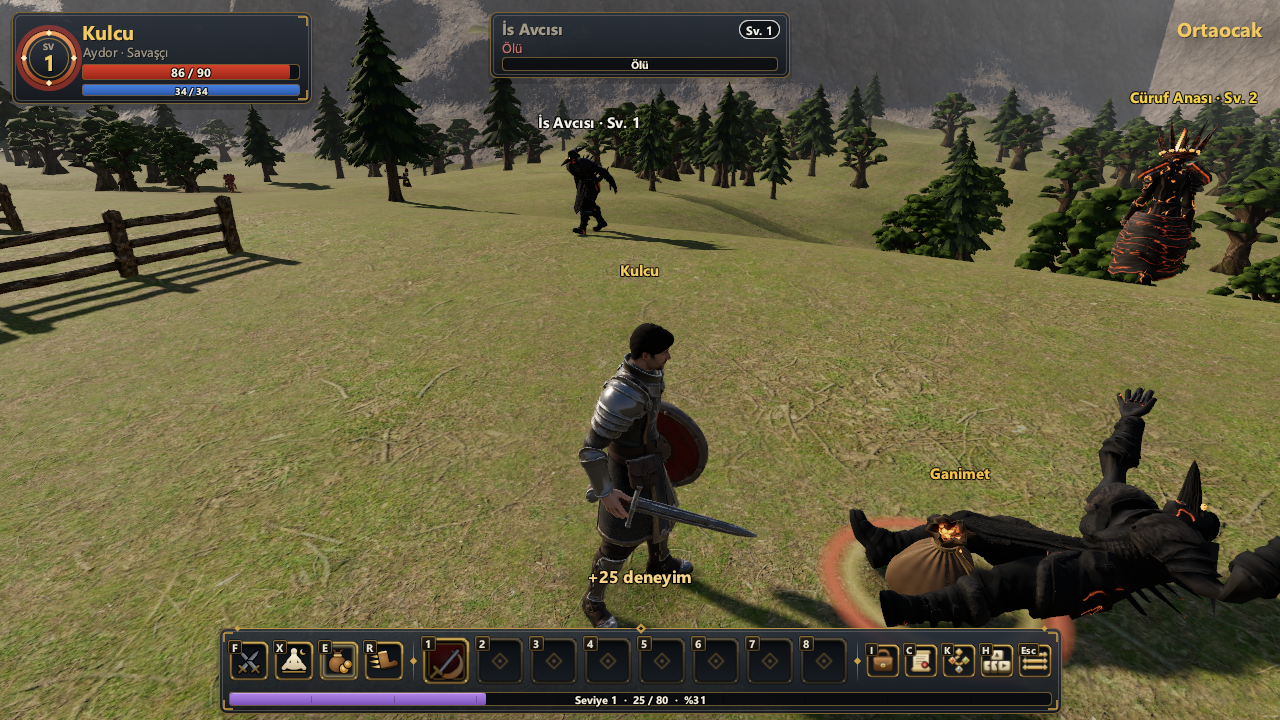 sv
1
Kulcu
Aydor · Savaşçı
86 / 90
34 / 34
İs Avcısı
Sv. 1
Ölü
Ölü
Ortaocak
Cüruf Anası · Sv. 2
İs Avcısı · Sv. 1
Kulcu
Ganimet
+25 deneyim
F
X
E
R
1
2
3
4
5
6
7
8
I
C
K
H
Esc
Seviye 1 · 25 / 80 · %31